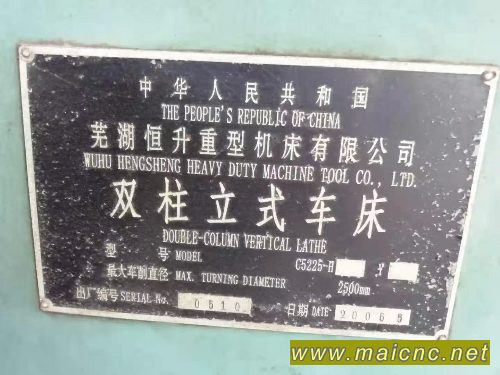 中华人民共和国
THE PEOPLE'S REPUBLIC OF CHINA
芜湖恒升重型机床有限公司
WUHU HENGSHENG HEAVY DUTY MACHINE TOOL CO., LTD.
双柱立式车床
DOUBLE-COLUMN VERTICAL LATHE
型 号 MODEL C5225-H
最大车削直径 MAX. TURNING DIAMETER 2500mm
出厂编号 SERIAL No. 0510 日期 DATE 20065
www.maicnc.net